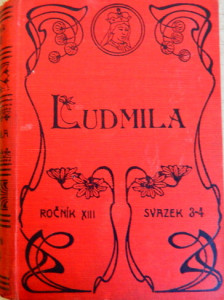 LUDMILA
ROČNÍK XIII
SVAZEK 3-4